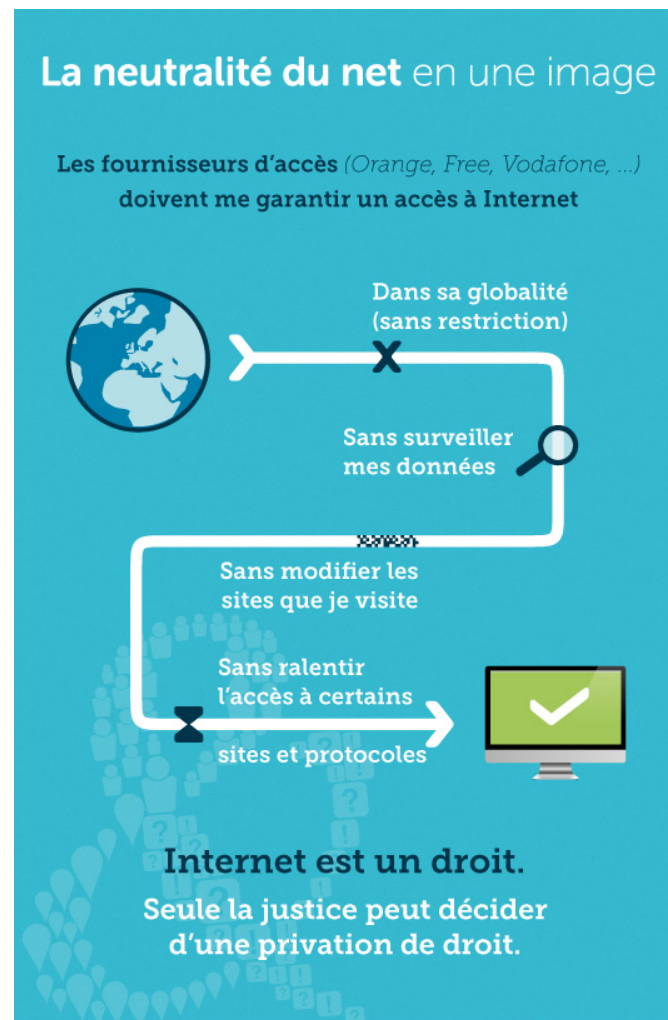 La neutralité du net en une image
Les fournisseurs d'accès (Orange, Free, Vodafone, ...)
doivent me garantir un accès à Internet
Dans sa globalité
(sans restriction)
Sans surveiller
mes données
Sans modifier les
sites que je visite
Sans ralentir
l'accès à certains
sites et protocoles
Internet est un droit.
Seule la justice peut décider
d'une privation de droit.